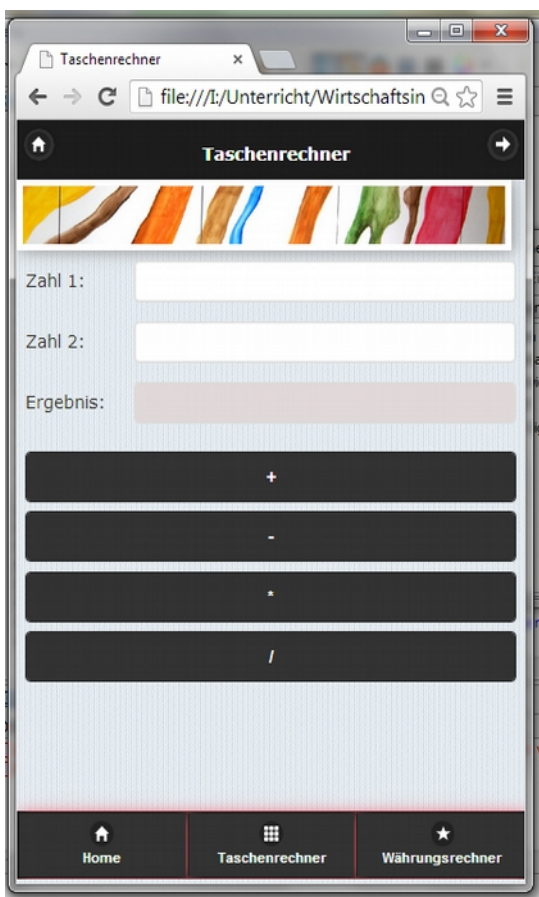 Taschenrechner
file:///I:/Unterricht/Wirtschaftsin
Taschenrechner
Zahl 1:
Zahl 2:
Ergebnis:
+
-
*
/
Home Taschenrechner Währungsrechner